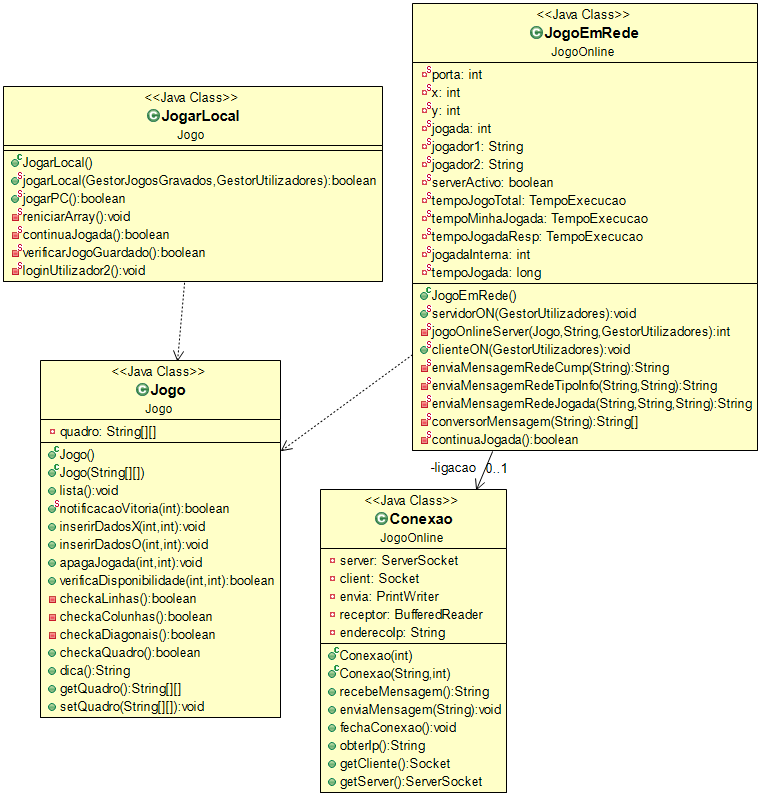 <<Java Class>>
JogoEmRede
JogoOnline
porta: int
x: int
y: int
jogada: int
jogador1: String
jogador2: String
serverActivo: boolean
tempoJogoTotal: TempoExecucao
tempoMinhaJogada: TempoExecucao
tempoJogadaResp: TempoExecucao
jogadaInterna: int
tempoJogada: long
JogoEmRede()
servidorON(GestorUtilizadores):void
jogoOnlineServer(Jogo,String,GestorUtilizadores):int
clienteON(GestorUtilizadores):void
enviaMensagemRedeCump(String):String
enviaMensagemRedeTipoInfo(String,String):String
enviaMensagemRedeJogada(String,String,String):String
conversorMensagem(String):String[]
continuaJogada():boolean
<<Java Class>>
JogarLocal
Jogo
JogarLocal()
jogarLocal(GestorJogosGravados,GestorUtilizadores):boolean
jogarPC():boolean
reniciarArray():void
continuaJogada():boolean
verificarJogoGuardado():boolean
loginUtilizador2():void
<<Java Class>>
Jogo
Jogo
quadro: String[][]
Jogo()
Jogo(String[][])
lista():void
notificacaoVitoria(int):boolean
inserirDadosX(int,int):void
inserirDadosO(int,int):void
apagaJogada(int,int):void
verificaDisponibilidade(int,int):boolean
checkaLinhas():boolean
checkaColunhas():boolean
checkaDiagonais():boolean
checkaQuadro():boolean
dica():String
getQuadro():String[][]
setQuadro(String[][]):void
-ligacao 0..1
<<Java Class>>
Conexao
JogoOnline
server: ServerSocket
client: Socket
envia: PrintWriter
receptor: BufferedReader
enderecoIp: String
Conexao(int)
Conexao(String,int)
recebeMensagem():String
enviaMensagem(String):void
fechaConexao():void
obterIp():String
getCliente():Socket
getServer():ServerSocket